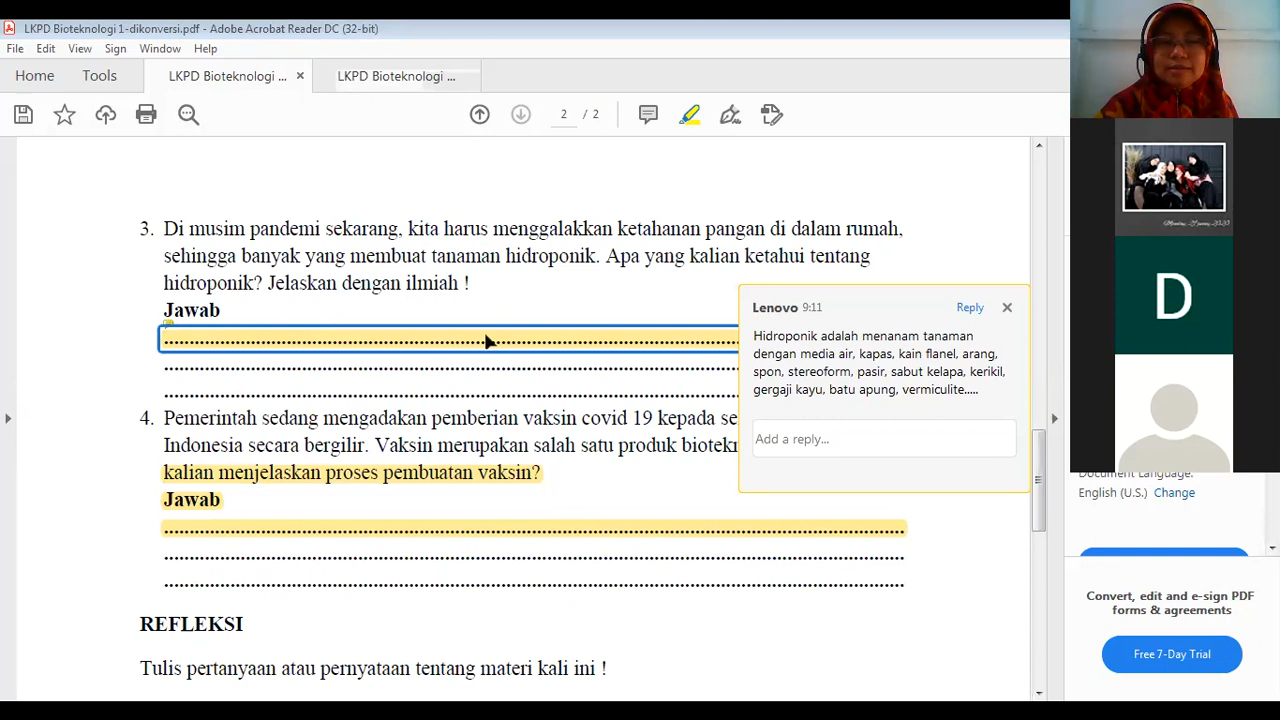 LKPD Bioteknologi 1-dikonversi.pdf - Adobe Acrobat Reader DC (32-bit)
File Edit View Sign Window Help
Home Tools LKPD Bioteknologi ... × LKPD Bioteknologi ...
2 / 2
3. Di musim pandemi sekarang, kita harus menggalakkan ketahanan pangan di dalam rumah,
sehingga banyak yang membuat tanaman hidroponik. Apa yang kalian ketahui tentang
hidroponik? Jelaskan dengan ilmiah !
Jawab
4. Pemerintah sedang mengadakan pemberian vaksin covid 19 kepada se
Indonesia secara bergilir. Vaksin merupakan salah satu produk biotek
kalian menjelaskan proses pembuatan vaksin?
Jawab
REFLEKSI
Tulis pertanyaan atau pernyataan tentang materi kali ini !
Lenovo 9:11 Reply
Hidroponik adalah menanam tanaman
dengan media air, kapas, kain flanel, arang,
spon, stereoform, pasir, sabut kelapa, kerikil,
gergaji kayu, batu apung, vermiculite.....
Add a reply...
D
Document Language:
English (U.S.) Change
Convert, edit and e-sign PDF
forms & agreements
Free 7-Day Trial